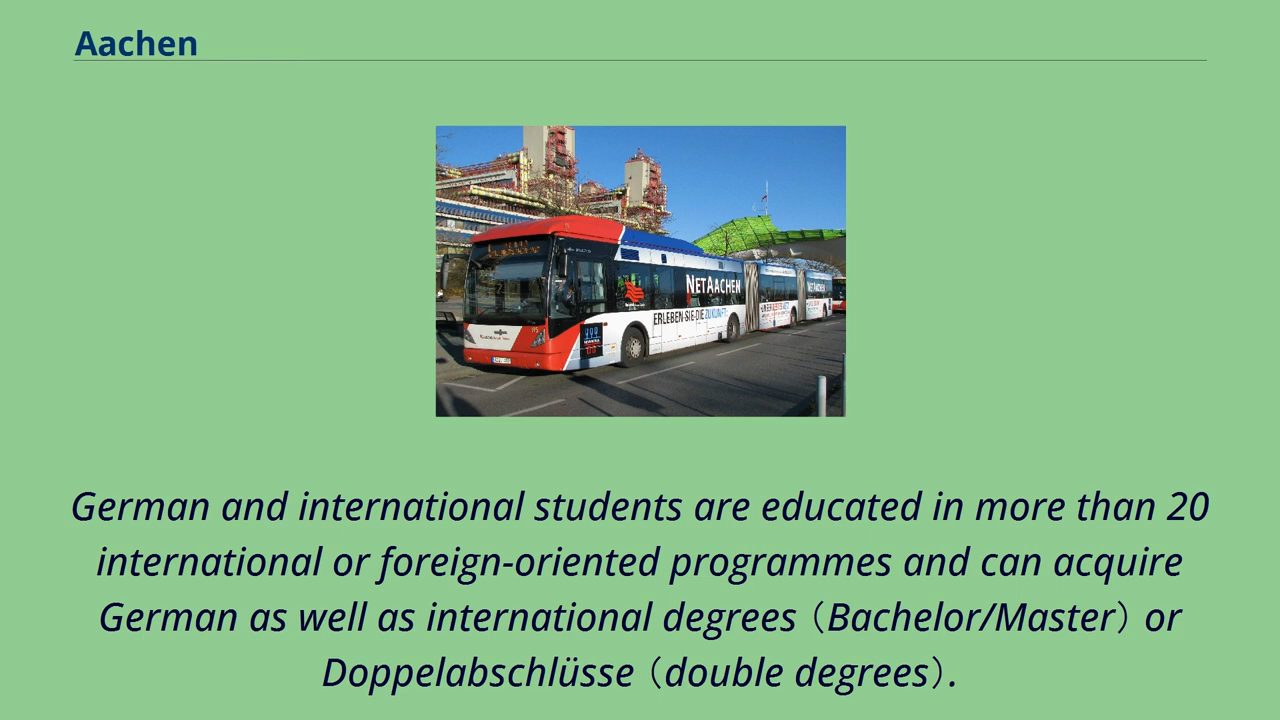 Aachen
NETAACHEN
NETAACHEN
ERLEBEN·SIE·DIE ZUKUNFT!
German and international students are educated in more than 20
international or foreign-oriented programmes and can acquire
German as well as international degrees (Bachelor/Master) or
Doppelabschlüsse (double degrees).